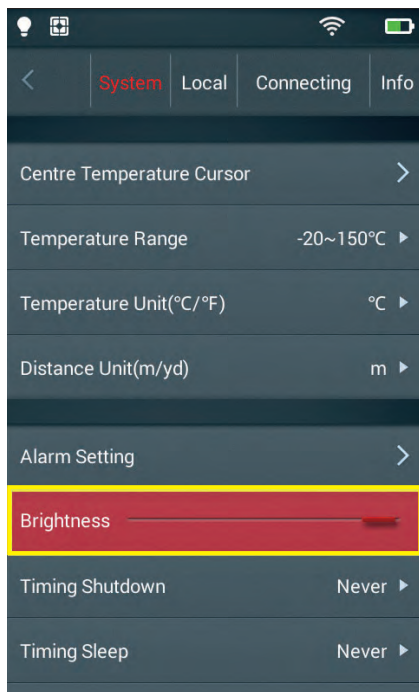 System Local Connecting Info
Centre Temperature Cursor
Temperature Range -20~150°C
Temperature Unit(°C/°F) °C
Distance Unit(m/yd) m
Alarm Setting
Brightness
Timing Shutdown Never
Timing Sleep Never